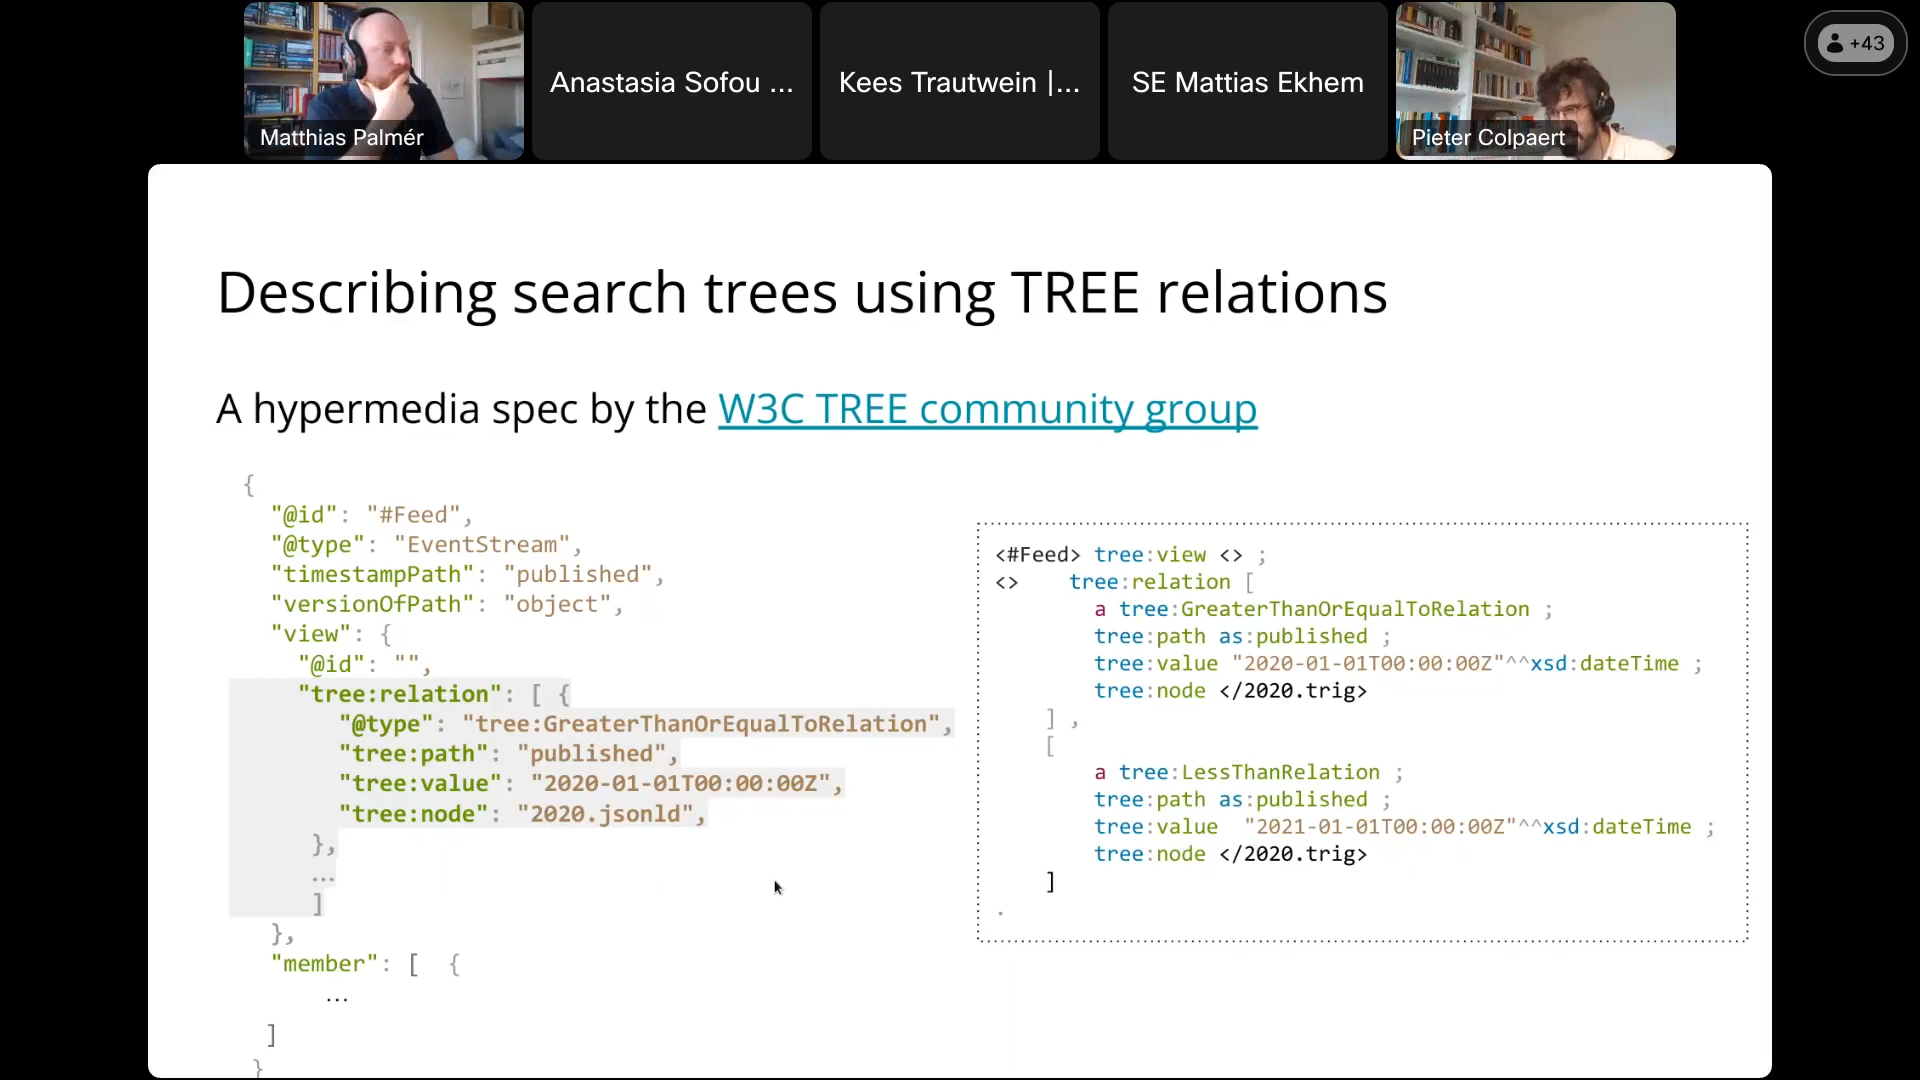 Matthias Palmér
Anastasia Sofou ...
Kees Trautwein |...
SE Mattias Ekhem
Pieter Colpaert
+43
Describing search trees using TREE relations
A hypermedia spec by the W3C TREE community group
{
"@id": "#Feed",
"@type": "EventStream",
"timestampPath": "published",
"versionOfPath": "object",
"view": {
"@id": "",
"tree:relation": [ {
"@type": "tree:GreaterThanOrEqualToRelation",
"tree:path": "published",
"tree:value": "2020-01-01T00:00:00Z",
"tree:node": "2020.jsonld",
},
...
]
},
"member": [ {
...
]
}
<#Feed> tree:view <> ;
<> tree:relation [
a tree:GreaterThanOrEqualToRelation ;
tree:path as:published ;
tree:value "2020-01-01T00:00:00Z"^^xsd:dateTime ;
tree:node </2020.trig>
] ,
[
a tree:LessThanRelation ;
tree:path as:published ;
tree:value "2021-01-01T00:00:00Z"^^xsd:dateTime ;
tree:node </2020.trig>
]
.